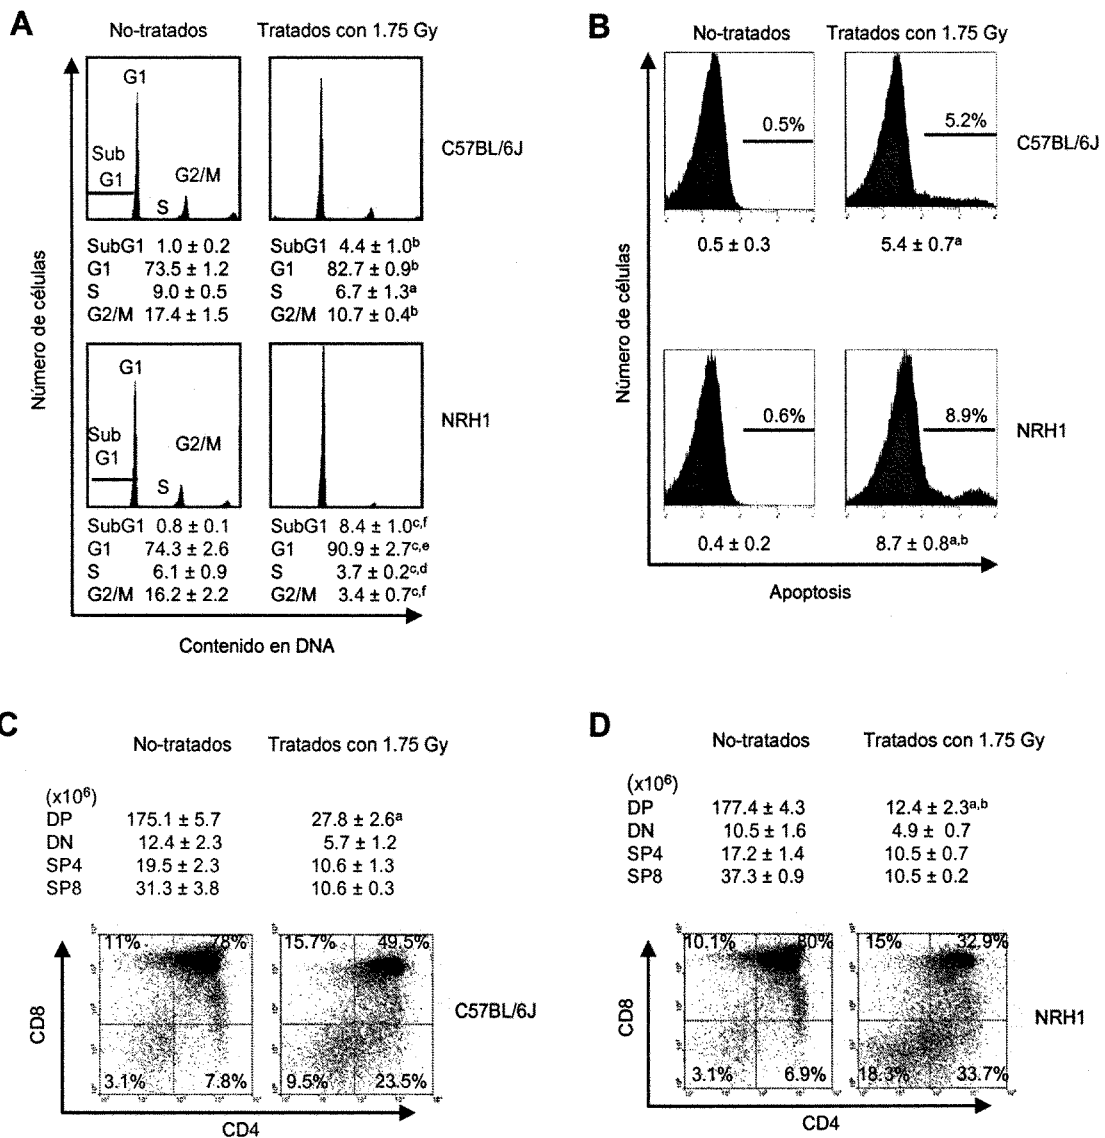 A
No-tratados Tratados con 1.75 Gy
G1
Sub
G1
S
G2/M
C57BL/6J
SubG1 1.0 ± 0.2 SubG1 4.4 ± 1.0b
G1 73.5 ± 1.2 G1 82.7 ± 0.9b
S 9.0 ± 0.5 S 6.7 ± 1.3a
G2/M 17.4 ± 1.5 G2/M 10.7 ± 0.4b
Número de células
G1
Sub
G1
S
G2/M
NRH1
SubG1 0.8 ± 0.1 SubG1 8.4 ± 1.0c,f
G1 74.3 ± 2.6 G1 90.9 ± 2.7c,e
S 6.1 ± 0.9 S 3.7 ± 0.2c,d
G2/M 16.2 ± 2.2 G2/M 3.4 ± 0.7c,f
Contenido en DNA
B
No-tratados Tratados con 1.75 Gy
0.5% 5.2%
C57BL/6J
0.5 ± 0.3 5.4 ± 0.7a
Número de células
0.6% 8.9%
NRH1
0.4 ± 0.2 8.7 ± 0.8a,b
Apoptosis
C
No-tratados Tratados con 1.75 Gy
(x106)
DP 175.1 ± 5.7 27.8 ± 2.6a
DN 12.4 ± 2.3 5.7 ± 1.2
SP4 19.5 ± 2.3 10.6 ± 1.3
SP8 31.3 ± 3.8 10.6 ± 0.3
11% 78% 15.7% 49.5%
CD8
C57BL/6J
3.1% 7.8% 9.5% 23.5%
CD4
D
No-tratados Tratados con 1.75 Gy
(x106)
DP 177.4 ± 4.3 12.4 ± 2.3a,b
DN 10.5 ± 1.6 4.9 ± 0.7
SP4 17.2 ± 1.4 10.5 ± 0.7
SP8 37.3 ± 0.9 10.5 ± 0.2
10.1% 80% 15% 32.9%
CD8
NRH1
3.1% 6.9% 18.3% 33.7%
CD4